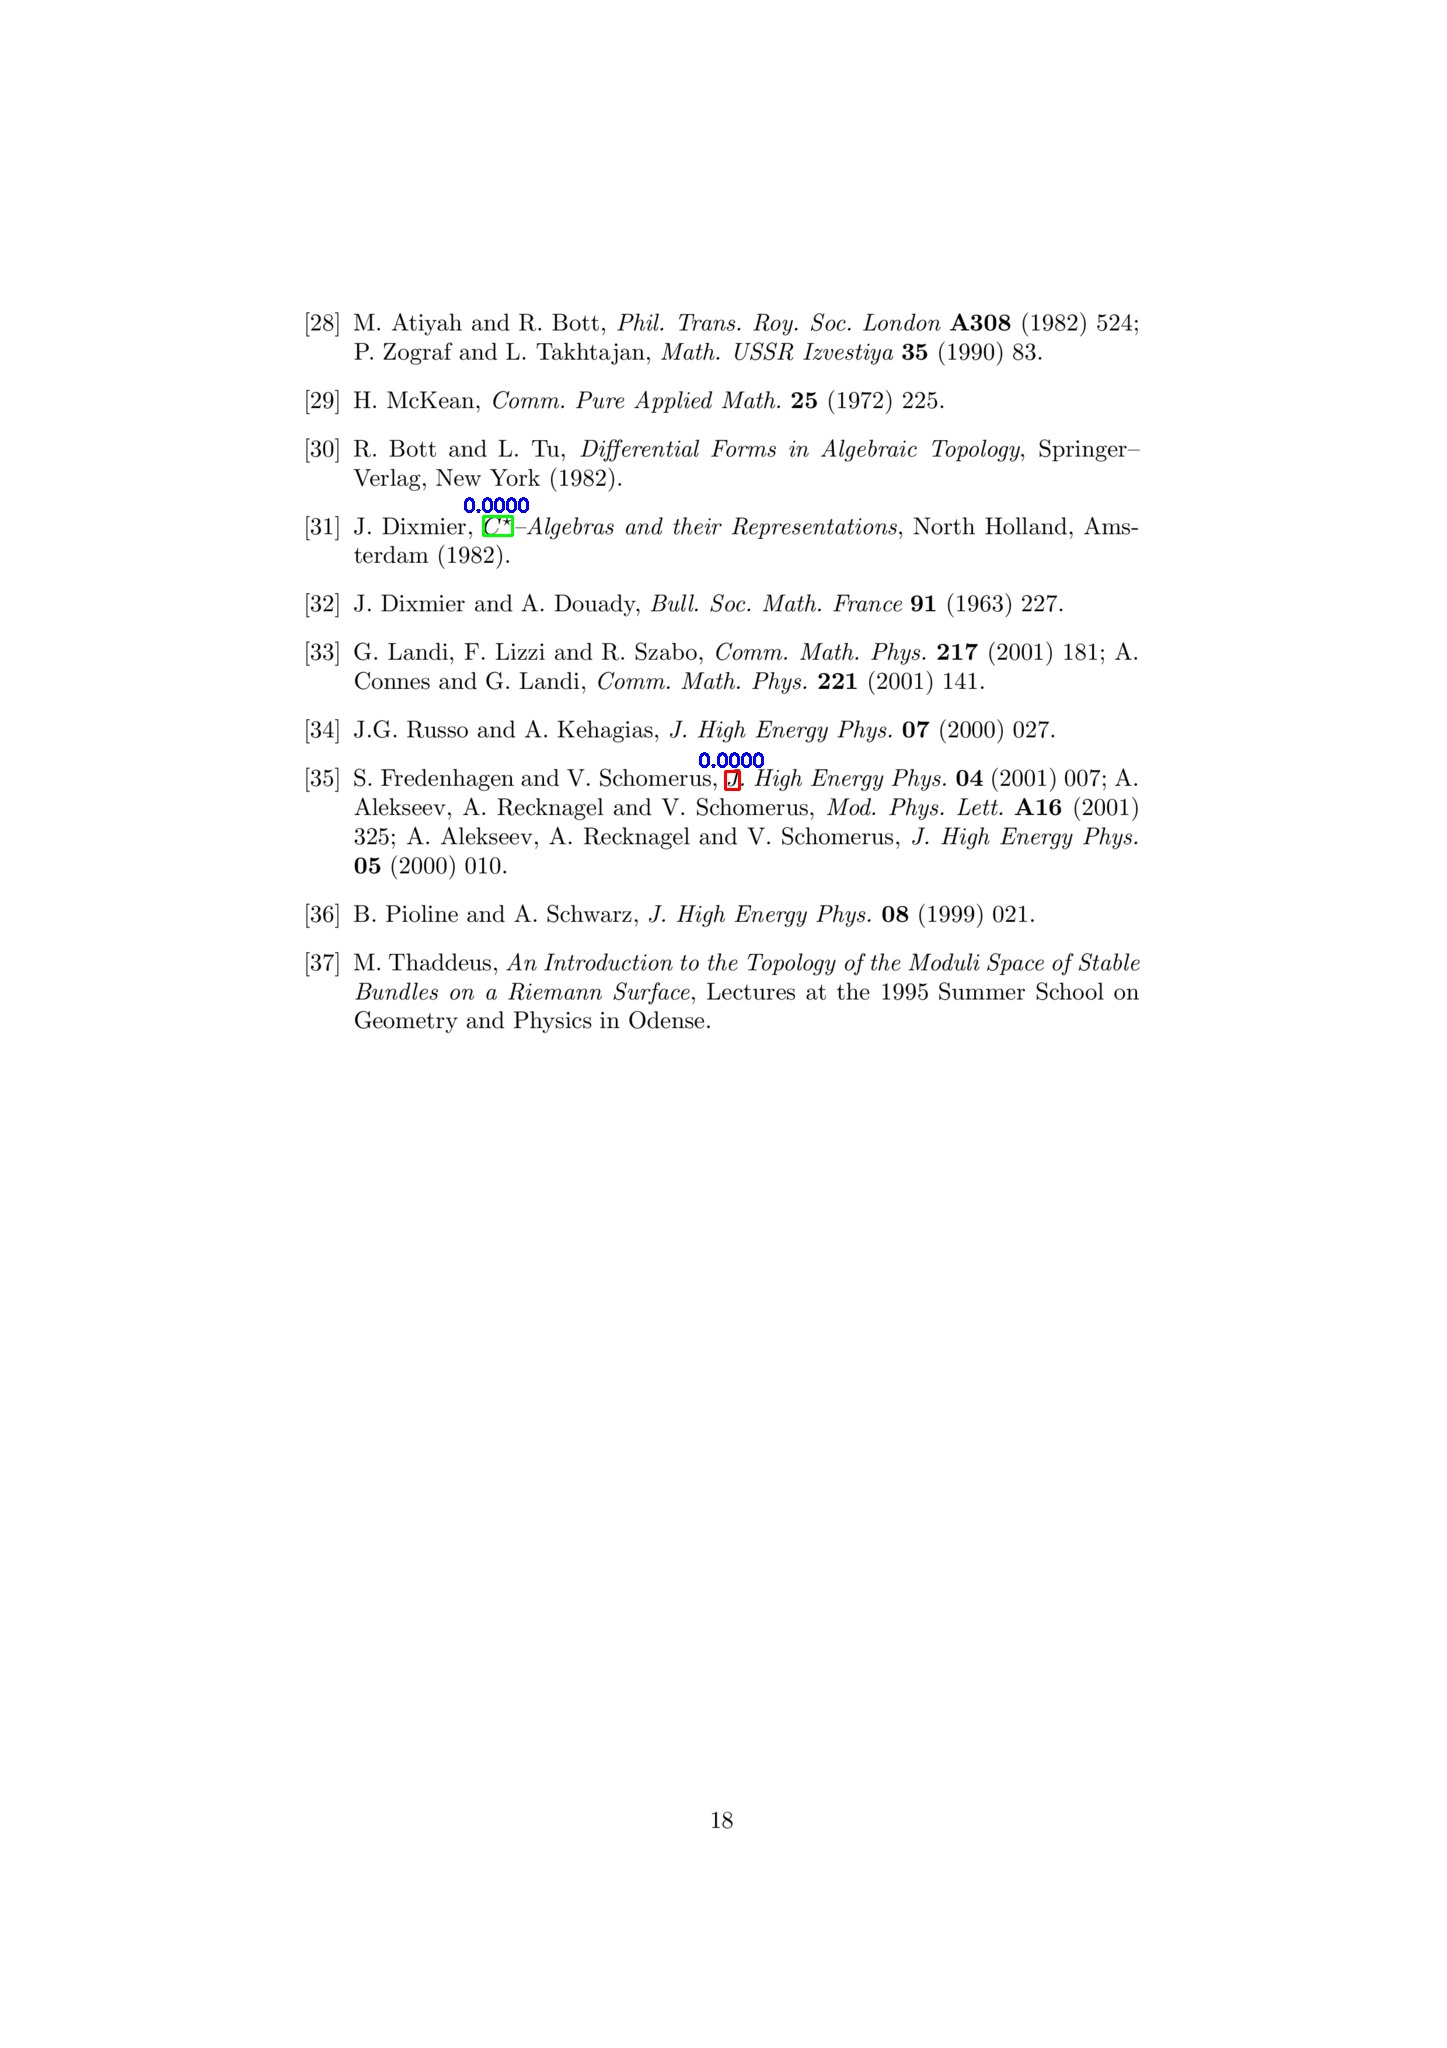 [28] M. Atiyah and R. Bott, Phil. Trans. Roy. Soc. London A308 (1982) 524;
P. Zograf and L. Takhtajan, Math. USSR Izvestiya 35 (1990) 83.
[29] H. McKean, Comm. Pure Applied Math. 25 (1972) 225.
[30] R. Bott and L. Tu, Differential Forms in Algebraic Topology, Springer–
Verlag, New York (1982).
0.0000
[31] J. Dixmier, C⋆–Algebras and their Representations, North Holland, Ams-
terdam (1982).
[32] J. Dixmier and A. Douady, Bull. Soc. Math. France 91 (1963) 227.
[33] G. Landi, F. Lizzi and R. Szabo, Comm. Math. Phys. 217 (2001) 181; A.
Connes and G. Landi, Comm. Math. Phys. 221 (2001) 141.
[34] J.G. Russo and A. Kehagias, J. High Energy Phys. 07 (2000) 027.
0.0000
[35] S. Fredenhagen and V. Schomerus, J. High Energy Phys. 04 (2001) 007; A.
Alekseev, A. Recknagel and V. Schomerus, Mod. Phys. Lett. A16 (2001)
325; A. Alekseev, A. Recknagel and V. Schomerus, J. High Energy Phys.
05 (2000) 010.
[36] B. Pioline and A. Schwarz, J. High Energy Phys. 08 (1999) 021.
[37] M. Thaddeus, An Introduction to the Topology of the Moduli Space of Stable
Bundles on a Riemann Surface, Lectures at the 1995 Summer School on
Geometry and Physics in Odense.
18